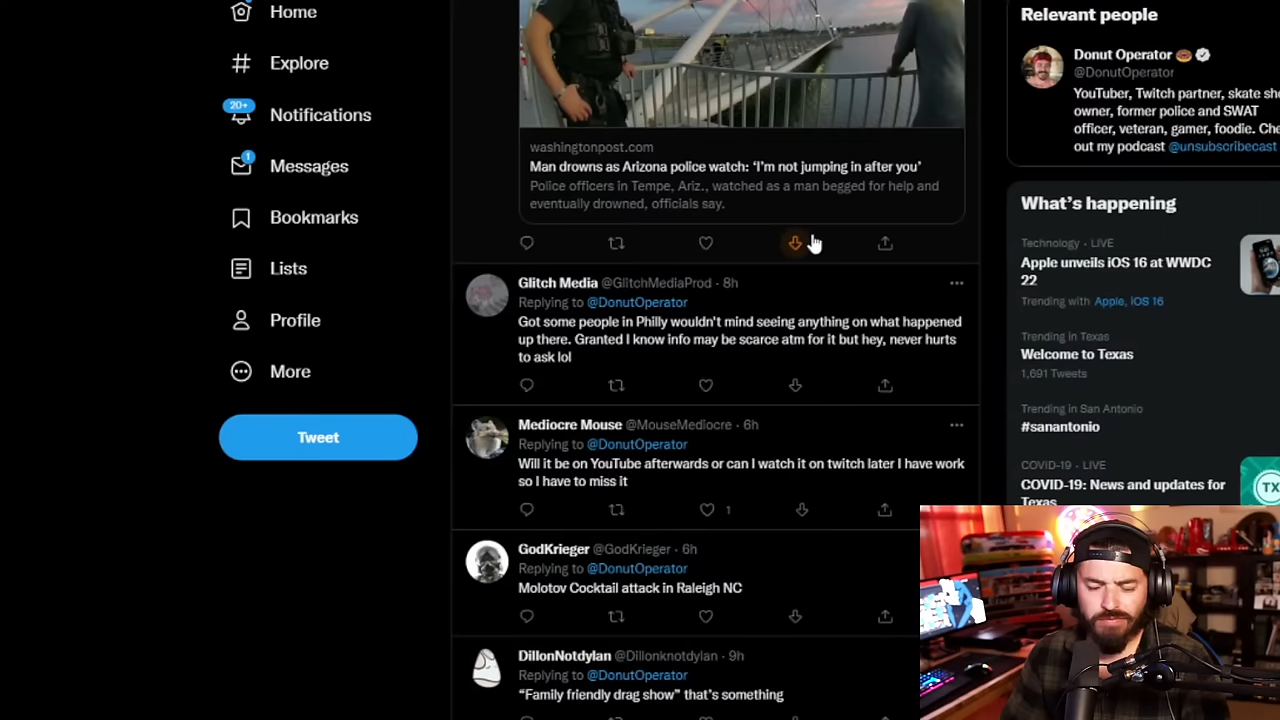 Home
Explore
20+
Notifications
1
Messages
Bookmarks
Lists
Profile
More
Tweet
washingtonpost.com
Man drowns as Arizona police watch: ‘I’m not jumping in after you’
Police officers in Tempe, Ariz., watched as a man begged for help and
eventually drowned, officials say.
Glitch Media @GlitchMediaProd · 8h
Replying to @DonutOperator
Got some people in Philly wouldn't mind seeing anything on what happened
up there. Granted I know info may be scarce atm for it but hey, never hurts
to ask lol
Mediocre Mouse @MouseMediocre · 6h
Replying to @DonutOperator
Will it be on YouTube afterwards or can I watch it on twitch later I have work
so I have to miss it
1
GodKrieger @GodKrieger · 6h
Replying to @DonutOperator
Molotov Cocktail attack in Raleigh NC
DillonNotdylan @Dillonknotdylan · 9h
Replying to @DonutOperator
“Family friendly drag show” that’s something
Relevant people
Donut Operator
@DonutOperator
YouTuber, Twitch partner, skate sh
owner, former police and SWAT
officer, veteran, gamer, foodie. Che
out my podcast @unsubscribecast
What’s happening
Technology · LIVE
Apple unveils iOS 16 at WWDC
22
Trending with Apple, iOS 16
Trending in Texas
Welcome to Texas
1,691 Tweets
Trending in San Antonio
#sanantonio
COVID-19 · LIVE
COVID-19: News and updates for
Texas
TX